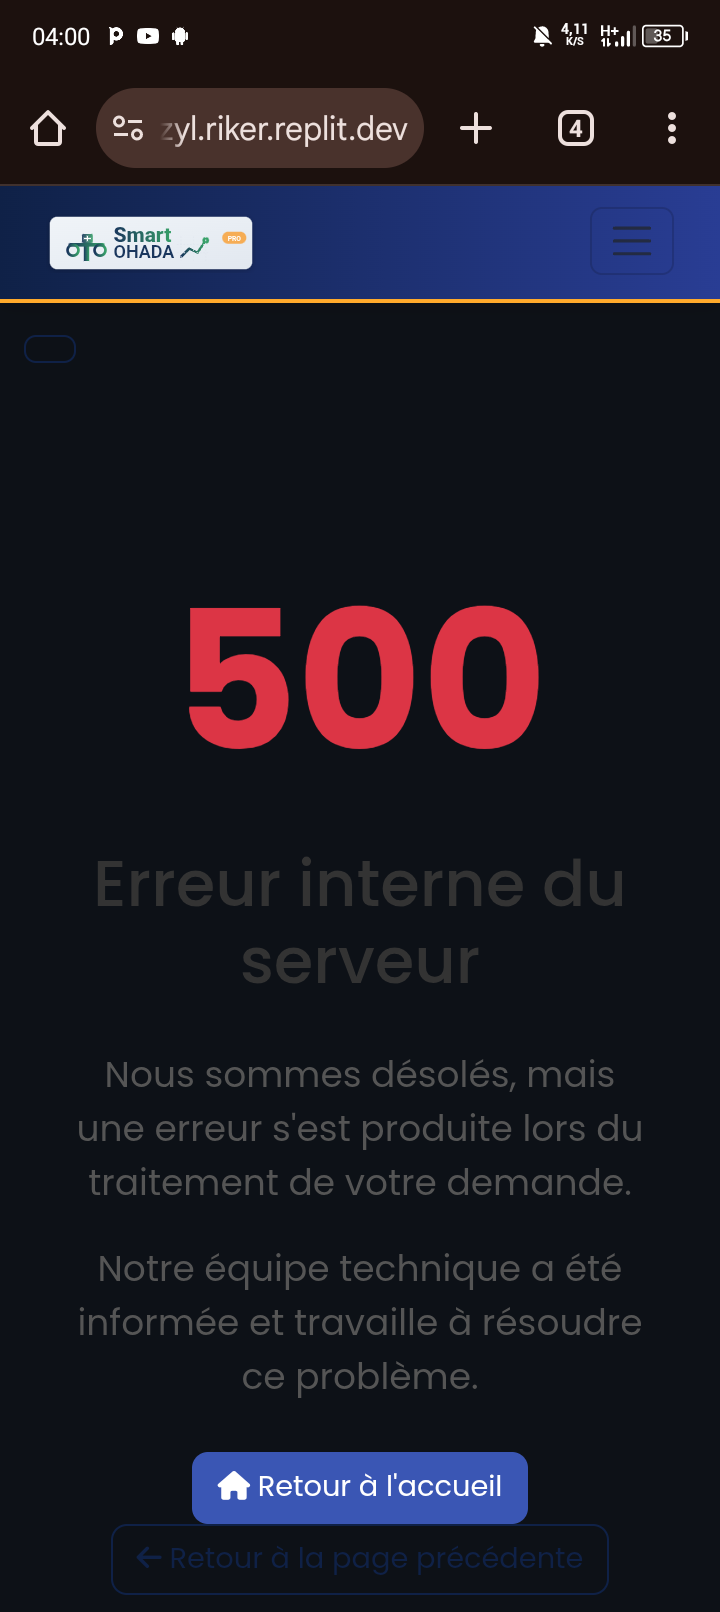 04:00
4,11
K/S
H+
35
zyl.riker.replit.dev
4
Smart
OHADA
PRO
500
Erreur interne du
serveur
Nous sommes désolés, mais
une erreur s'est produite lors du
traitement de votre demande.
Notre équipe technique a été
informée et travaille à résoudre
ce problème.
Retour à l'accueil
Retour à la page précédente